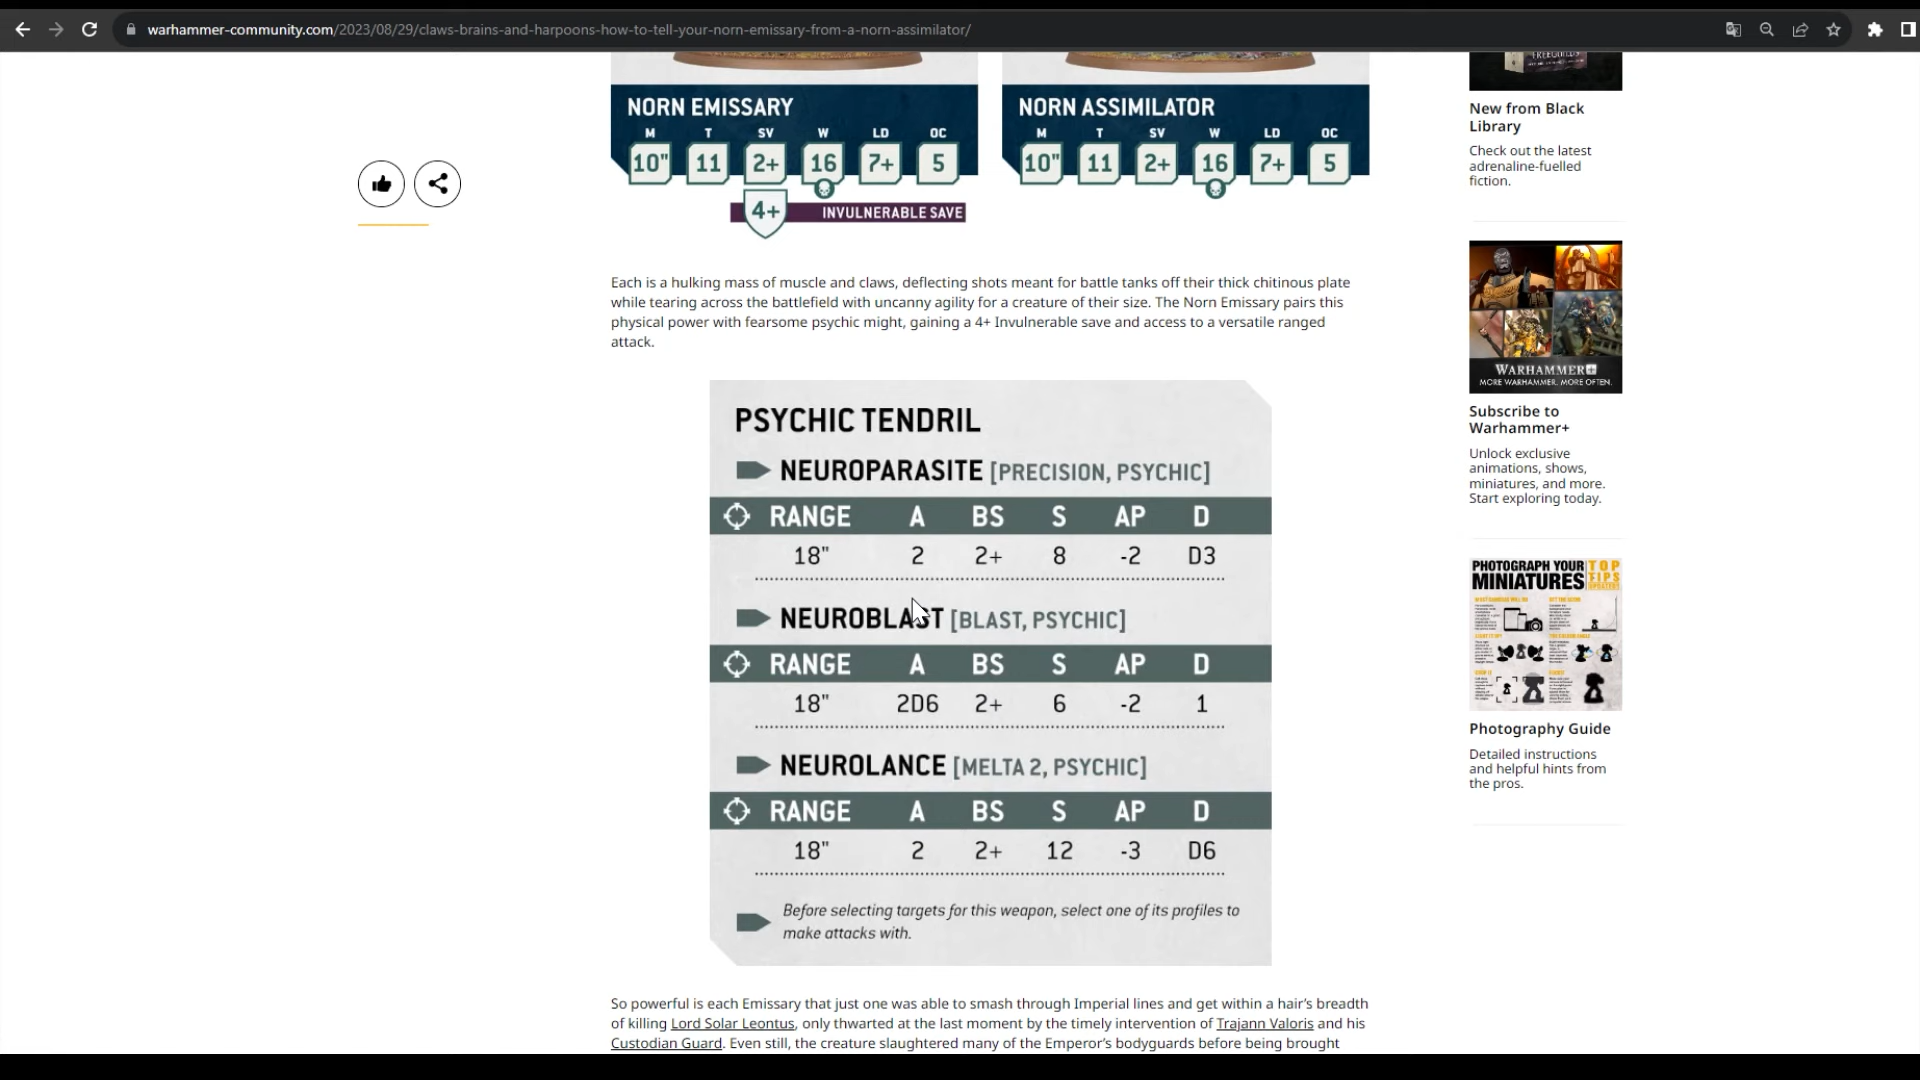 warhammer-community.com/2023/08/29/claws-brains-and-harpoons-how-to-tell-your-norn-emissary-from-a-norn-assimilator/
NORN EMISSARY
M T SV W LD OC
10" 11 2+ 16 7+ 5
4+ INVULNERABLE SAVE
NORN ASSIMILATOR
M T SV W LD OC
10" 11 2+ 16 7+ 5
Each is a hulking mass of muscle and claws, deflecting shots meant for battle tanks off their thick chitinous plate
while tearing across the battlefield with uncanny agility for a creature of their size. The Norn Emissary pairs this
physical power with fearsome psychic might, gaining a 4+ Invulnerable save and access to a versatile ranged
attack.
PSYCHIC TENDRIL
NEUROPARASITE [PRECISION, PSYCHIC]
RANGE A BS S AP D
18" 2 2+ 8 -2 D3
NEUROBLAST [BLAST, PSYCHIC]
RANGE A BS S AP D
18" 2D6 2+ 6 -2 1
NEUROLANCE [MELTA 2, PSYCHIC]
RANGE A BS S AP D
18" 2 2+ 12 -3 D6
Before selecting targets for this weapon, select one of its profiles to
make attacks with.
So powerful is each Emissary that just one was able to smash through Imperial lines and get within a hair's breadth
of killing Lord Solar Leontus, only thwarted at the last moment by the timely intervention of Trajann Valoris and his
Custodian Guard. Even still, the creature slaughtered many of the Emperor's bodyguards before being brought
New from Black
Library
Check out the latest
adrenaline-fuelled
fiction.
WARHAMMER+
MORE WARHAMMER. MORE OFTEN.
Subscribe to
Warhammer+
Unlock exclusive
animations, shows,
miniatures, and more.
Start exploring today.
PHOTOGRAPH YOUR
MINIATURES
TOP
TIPS
Photography Guide
Detailed instructions
and helpful hints from
the pros.